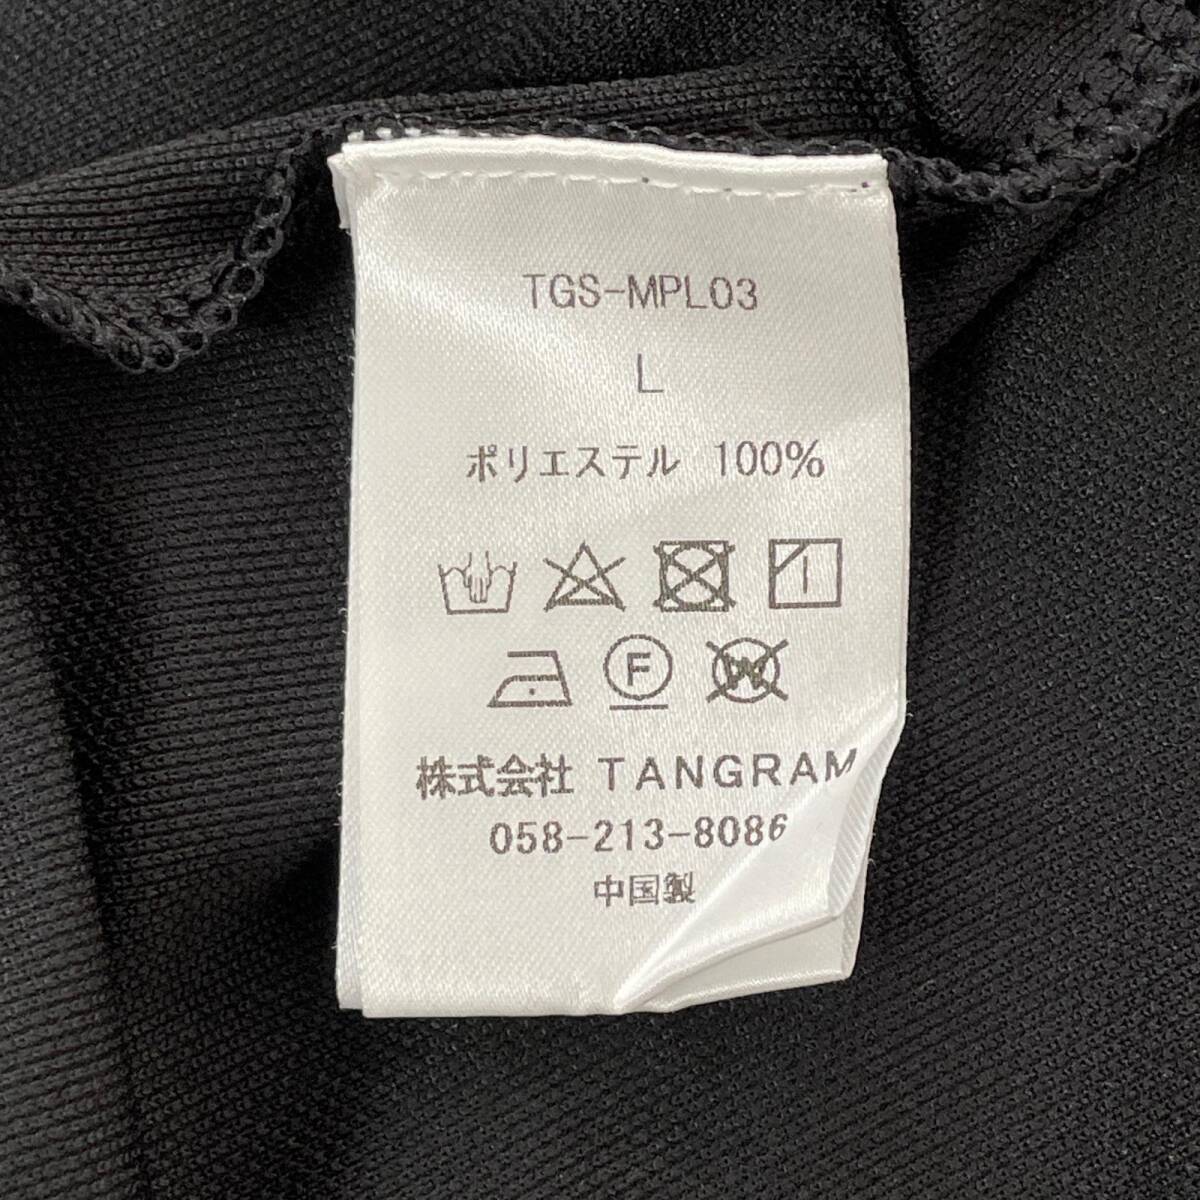 TGS-MPL03
L
ポリエステル 100%
F
W
株式会社 TANGRAM
058-213-8086
中国製